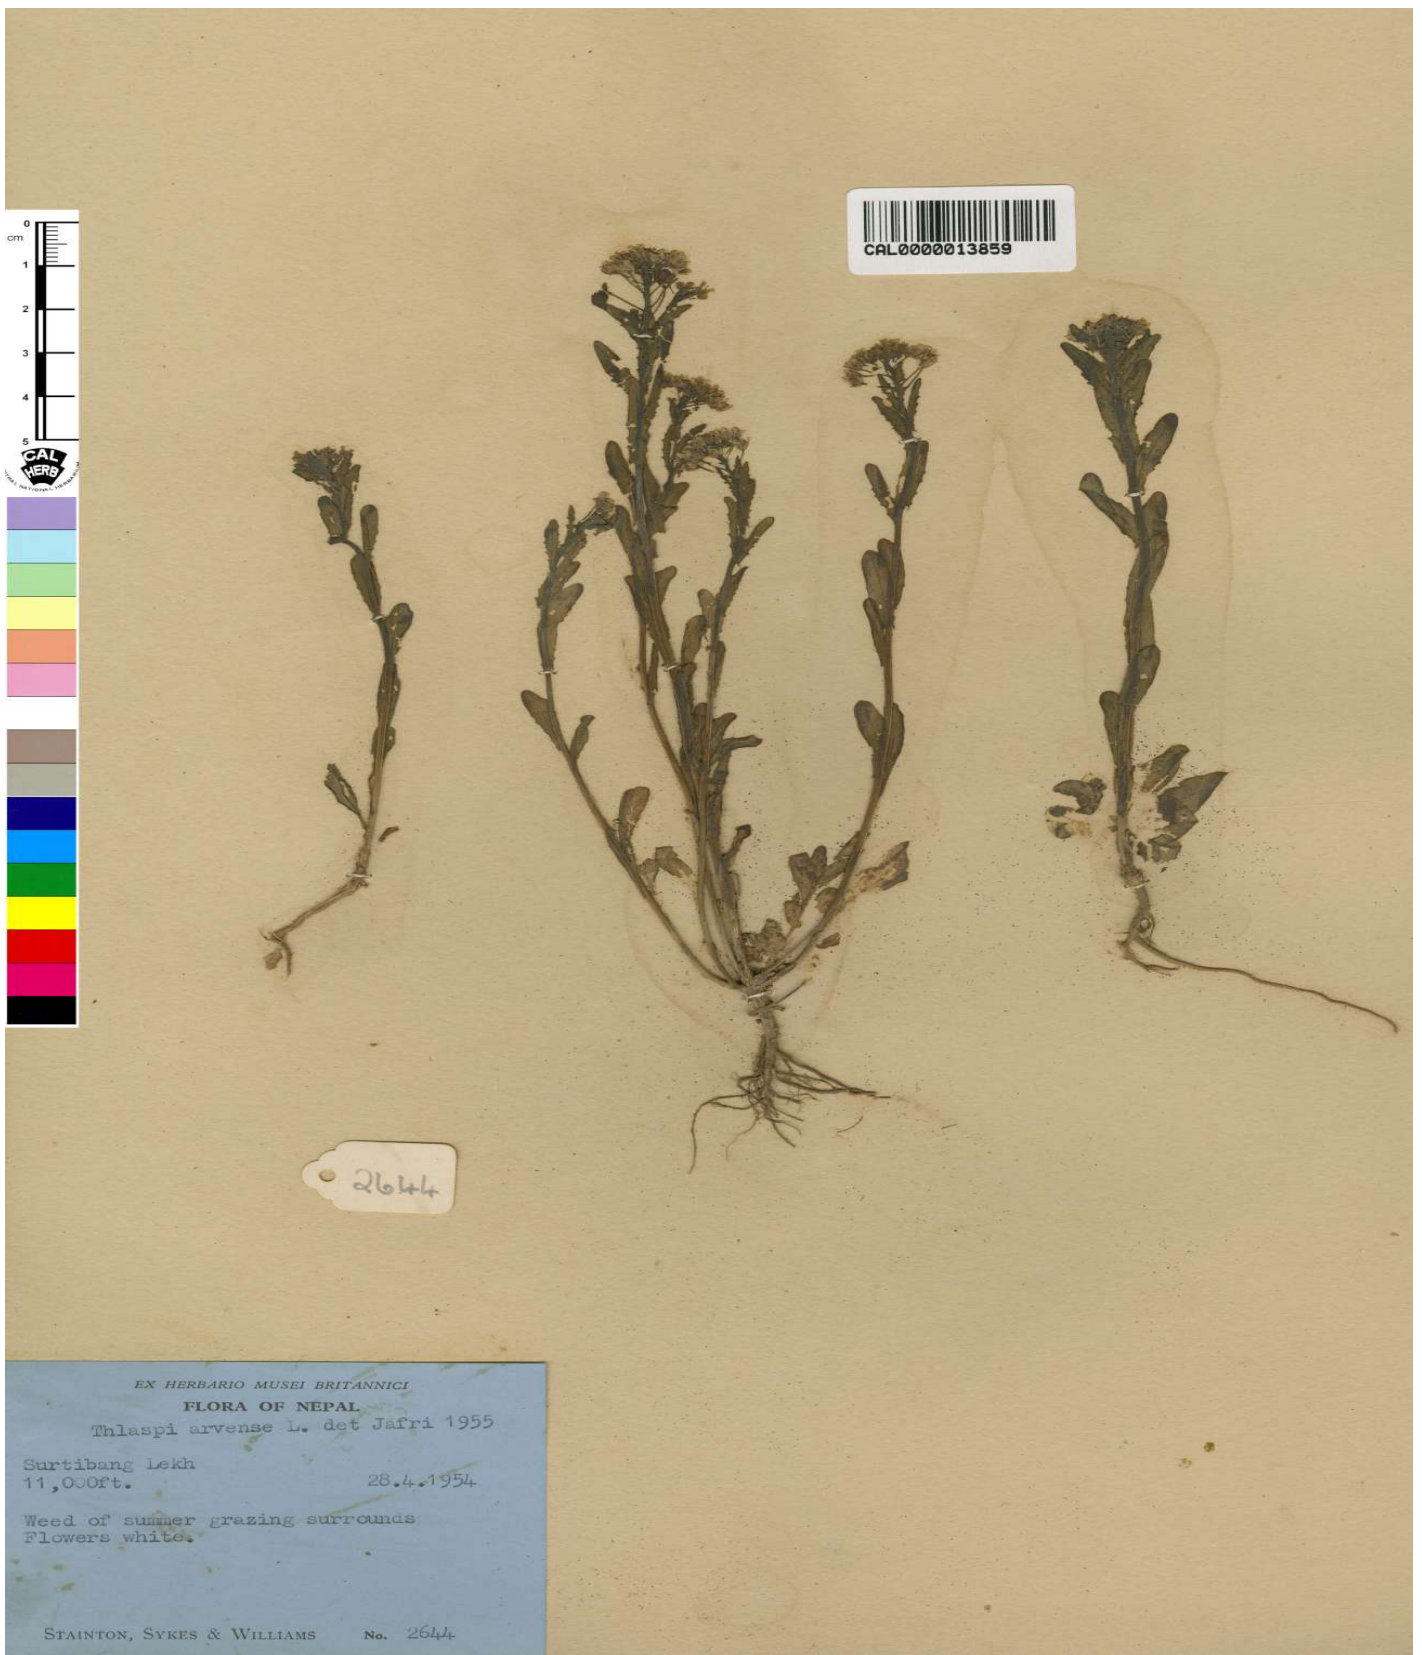 CAL0000013859
0
cm
1
2
3
4
5
CAL
HERB
2644
EX HERBARIO MUSEI BRITANNICI
FLORA OF NEPAL
Thlaspi arvense L. det Jafri 1955
Surtibang Lekh
11,000ft. 28.4.1954
Weed of summer grazing surrounds
Flowers white.
STAINTON, SYKES & WILLIAMS No. 2644